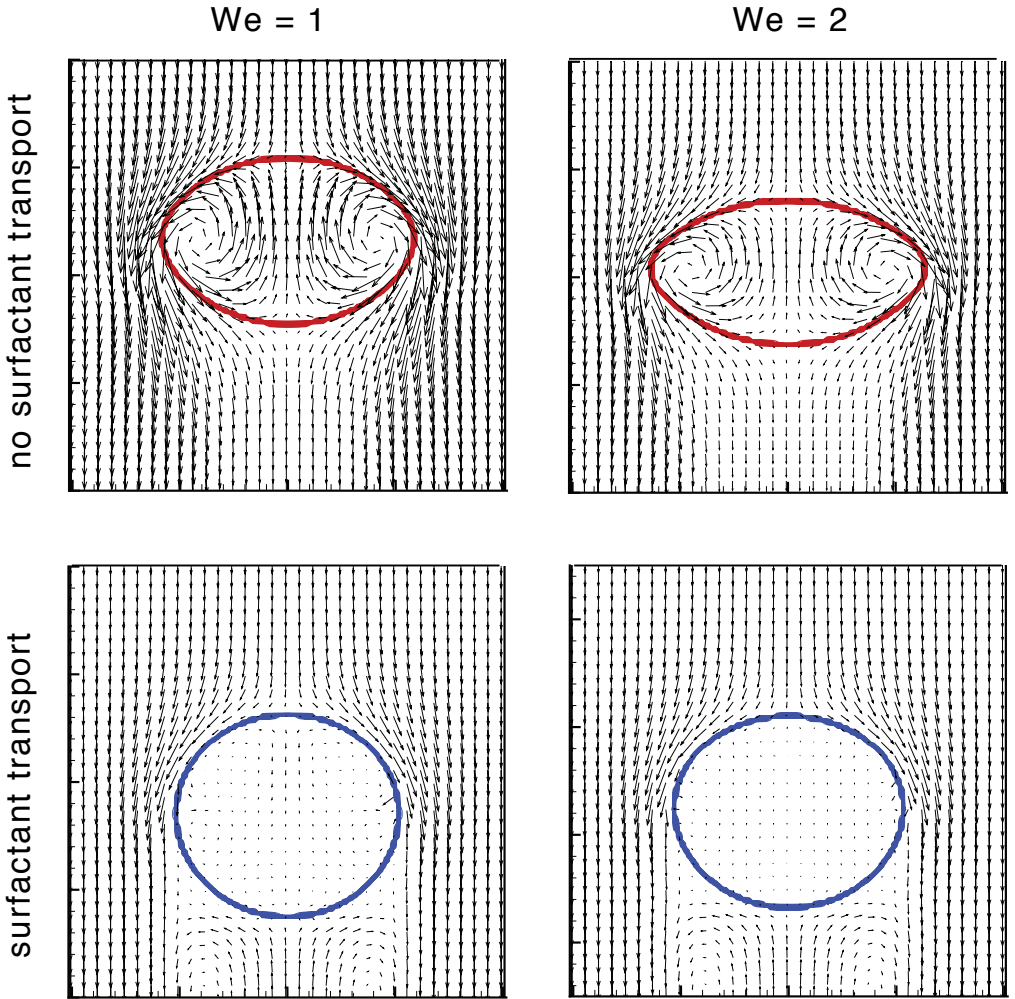 We = 1
We = 2
no surfactant transport
surfactant transport